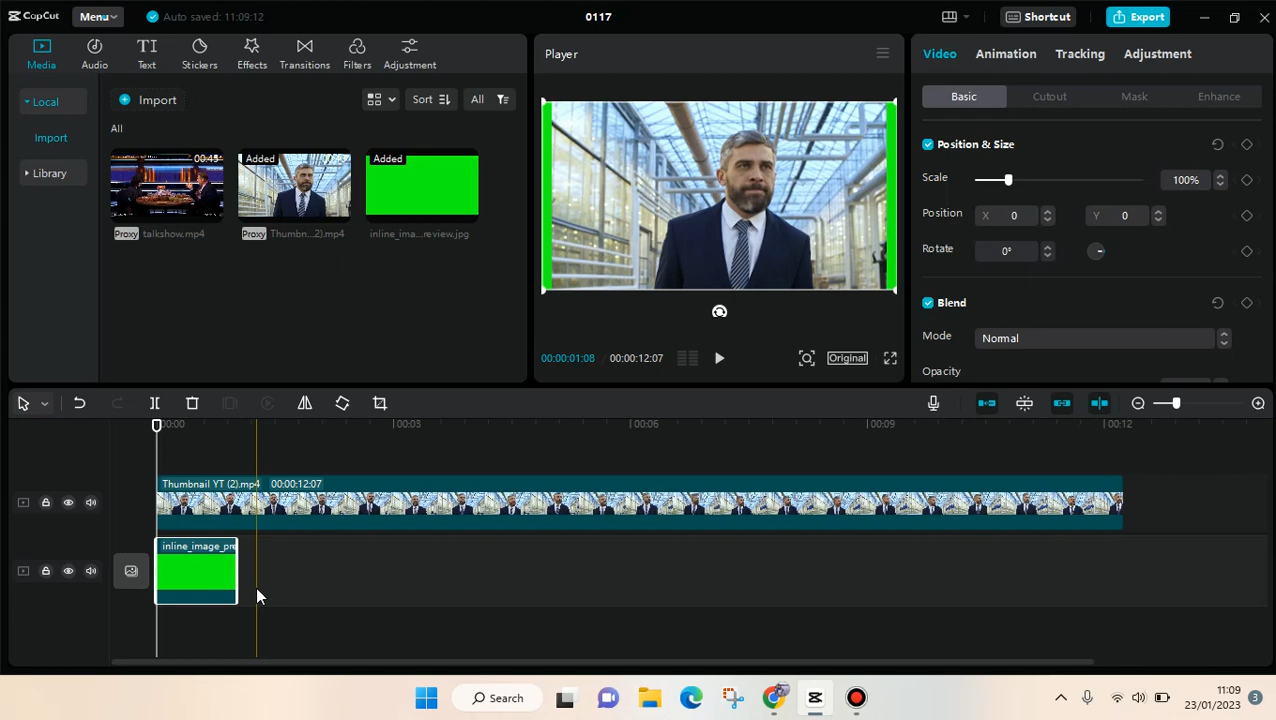 CapCut
Menu
Auto saved: 11:09:12
0117
Shortcut
Export
Media
Audio
Text
Stickers
Effects
Transitions
Filters
Adjustment
Local
Import
Library
Import
Sort
All
All
00:45
Added
Added
Proxy talkshow.mp4
Proxy Thumbn...2).mp4
inline_ima...review.jpg
Player
00:00:01:08 / 00:00:12:07
Original
Video
Animation
Tracking
Adjustment
Basic
Cutout
Mask
Enhance
Position & Size
Scale
100%
Position
X 0
Y 0
Rotate
0°
Blend
Mode
Normal
Opacity
00:00
00:03
00:06
00:09
00:12
Thumbnail YT (2).mp4 00:00:12:07
inline_image_pre
Search
11:09
23/01/2023
3